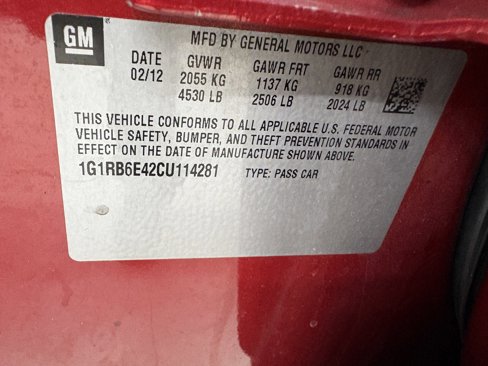 GM
MFD BY GENERAL MOTORS LLC
DATE GVWR GAWR FRT GAWR RR
02/12 2055 KG 1137 KG 918 KG
4530 LB 2506 LB 2024 LB
THIS VEHICLE CONFORMS TO ALL APPLICABLE U.S. FEDERAL MOTOR
VEHICLE SAFETY, BUMPER, AND THEFT PREVENTION STANDARDS IN
EFFECT ON THE DATE OF MANUFACTURE SHOWN ABOVE.
1G1RB6E42CU114281 TYPE: PASS CAR